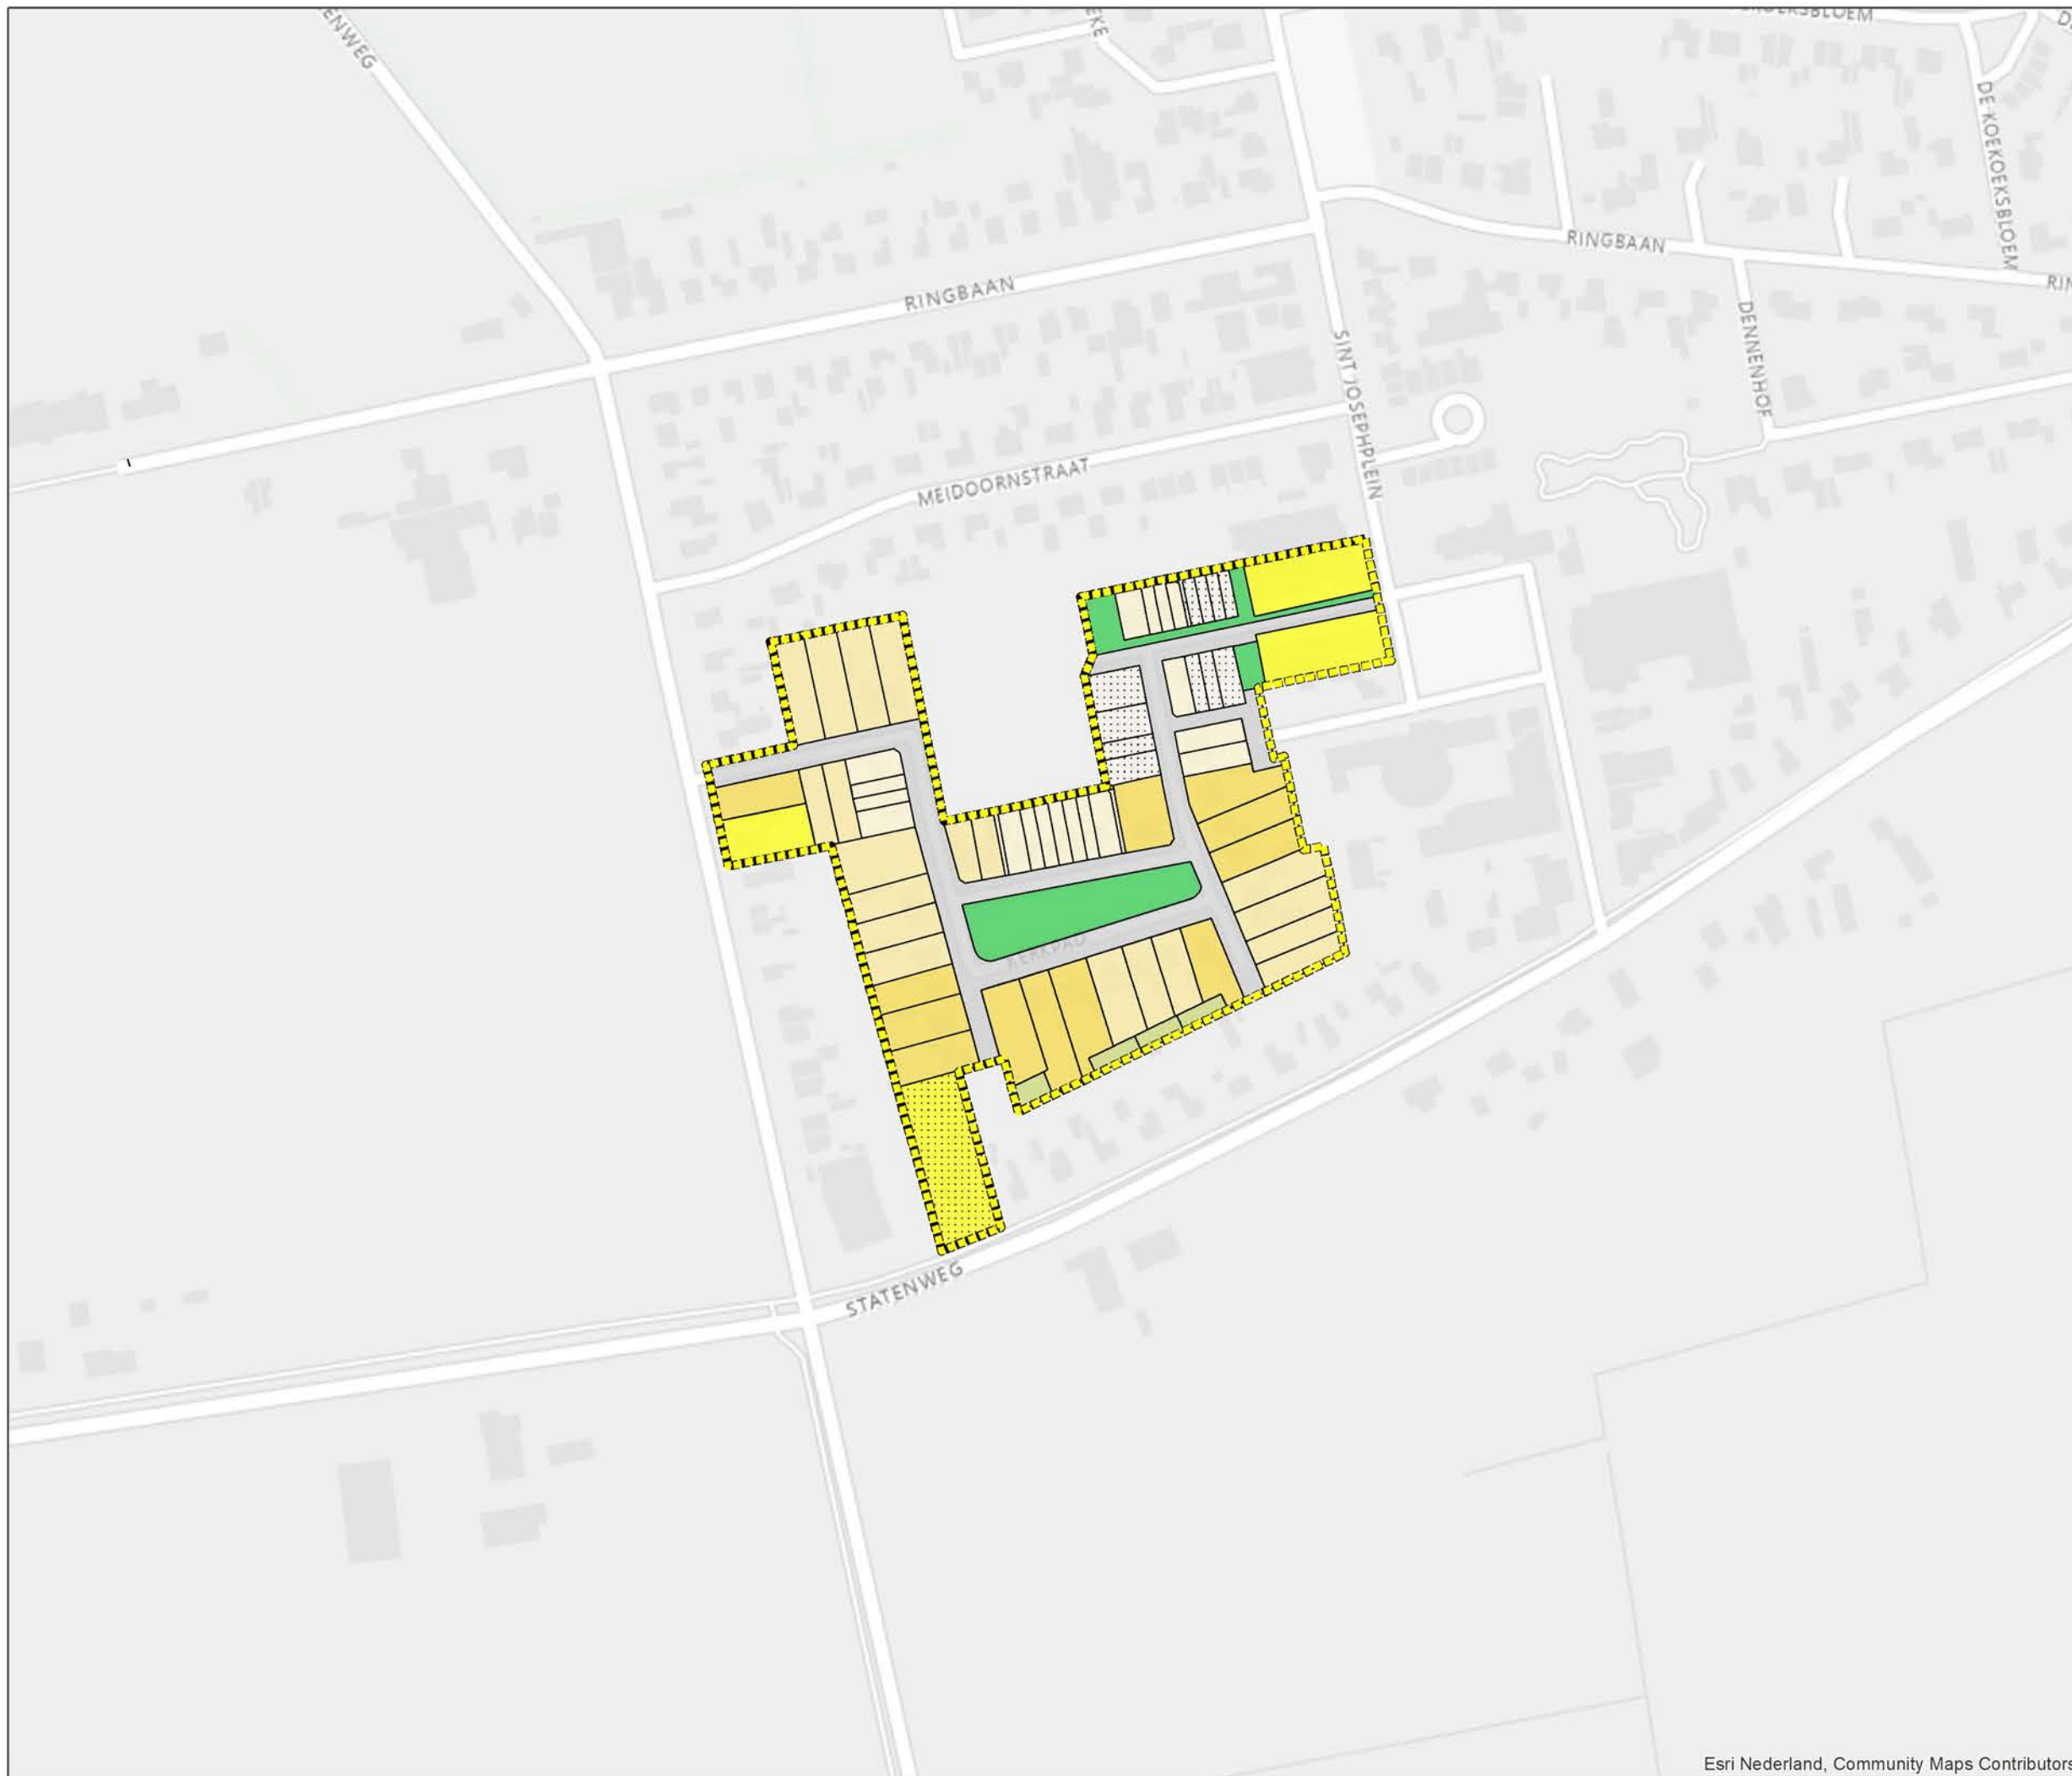 RINGBAAN
DE KOEKOEKSBLOEM
RINGBAAN
SINT JOSEPHPLEIN
DENNENHOF
MEIDOORNSTRAAT
KERKPAD
STATENWEG
Esri Nederland, Community Maps Contributors